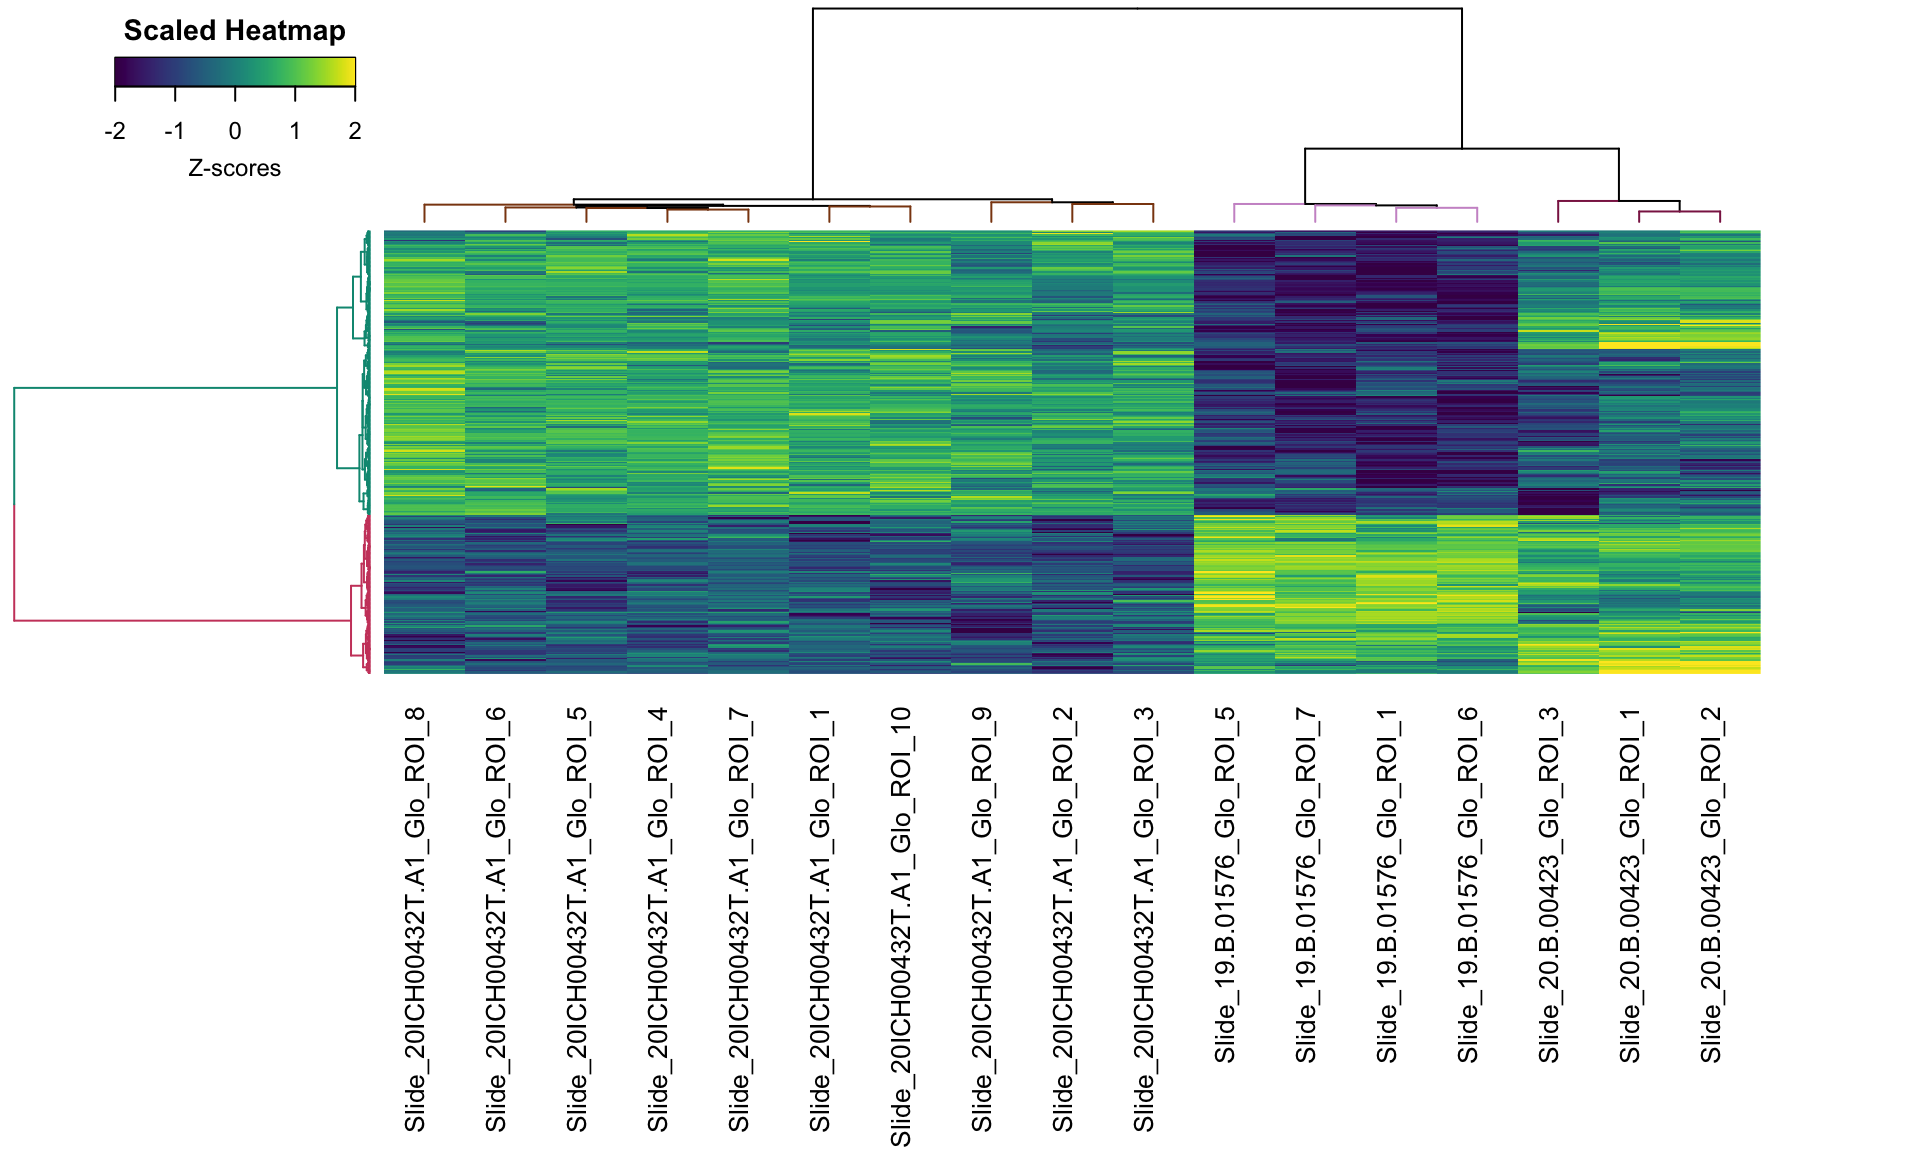 Scaled Heatmap
-2 -1 0 1 2
Z-scores
Slide_20ICH00432T.A1_Glo_ROI_8
Slide_20ICH00432T.A1_Glo_ROI_6
Slide_20ICH00432T.A1_Glo_ROI_5
Slide_20ICH00432T.A1_Glo_ROI_4
Slide_20ICH00432T.A1_Glo_ROI_7
Slide_20ICH00432T.A1_Glo_ROI_1
Slide_20ICH00432T.A1_Glo_ROI_10
Slide_20ICH00432T.A1_Glo_ROI_9
Slide_20ICH00432T.A1_Glo_ROI_2
Slide_20ICH00432T.A1_Glo_ROI_3
Slide_19.B.01576_Glo_ROI_5
Slide_19.B.01576_Glo_ROI_7
Slide_19.B.01576_Glo_ROI_1
Slide_19.B.01576_Glo_ROI_6
Slide_20.B.00423_Glo_ROI_3
Slide_20.B.00423_Glo_ROI_1
Slide_20.B.00423_Glo_ROI_2